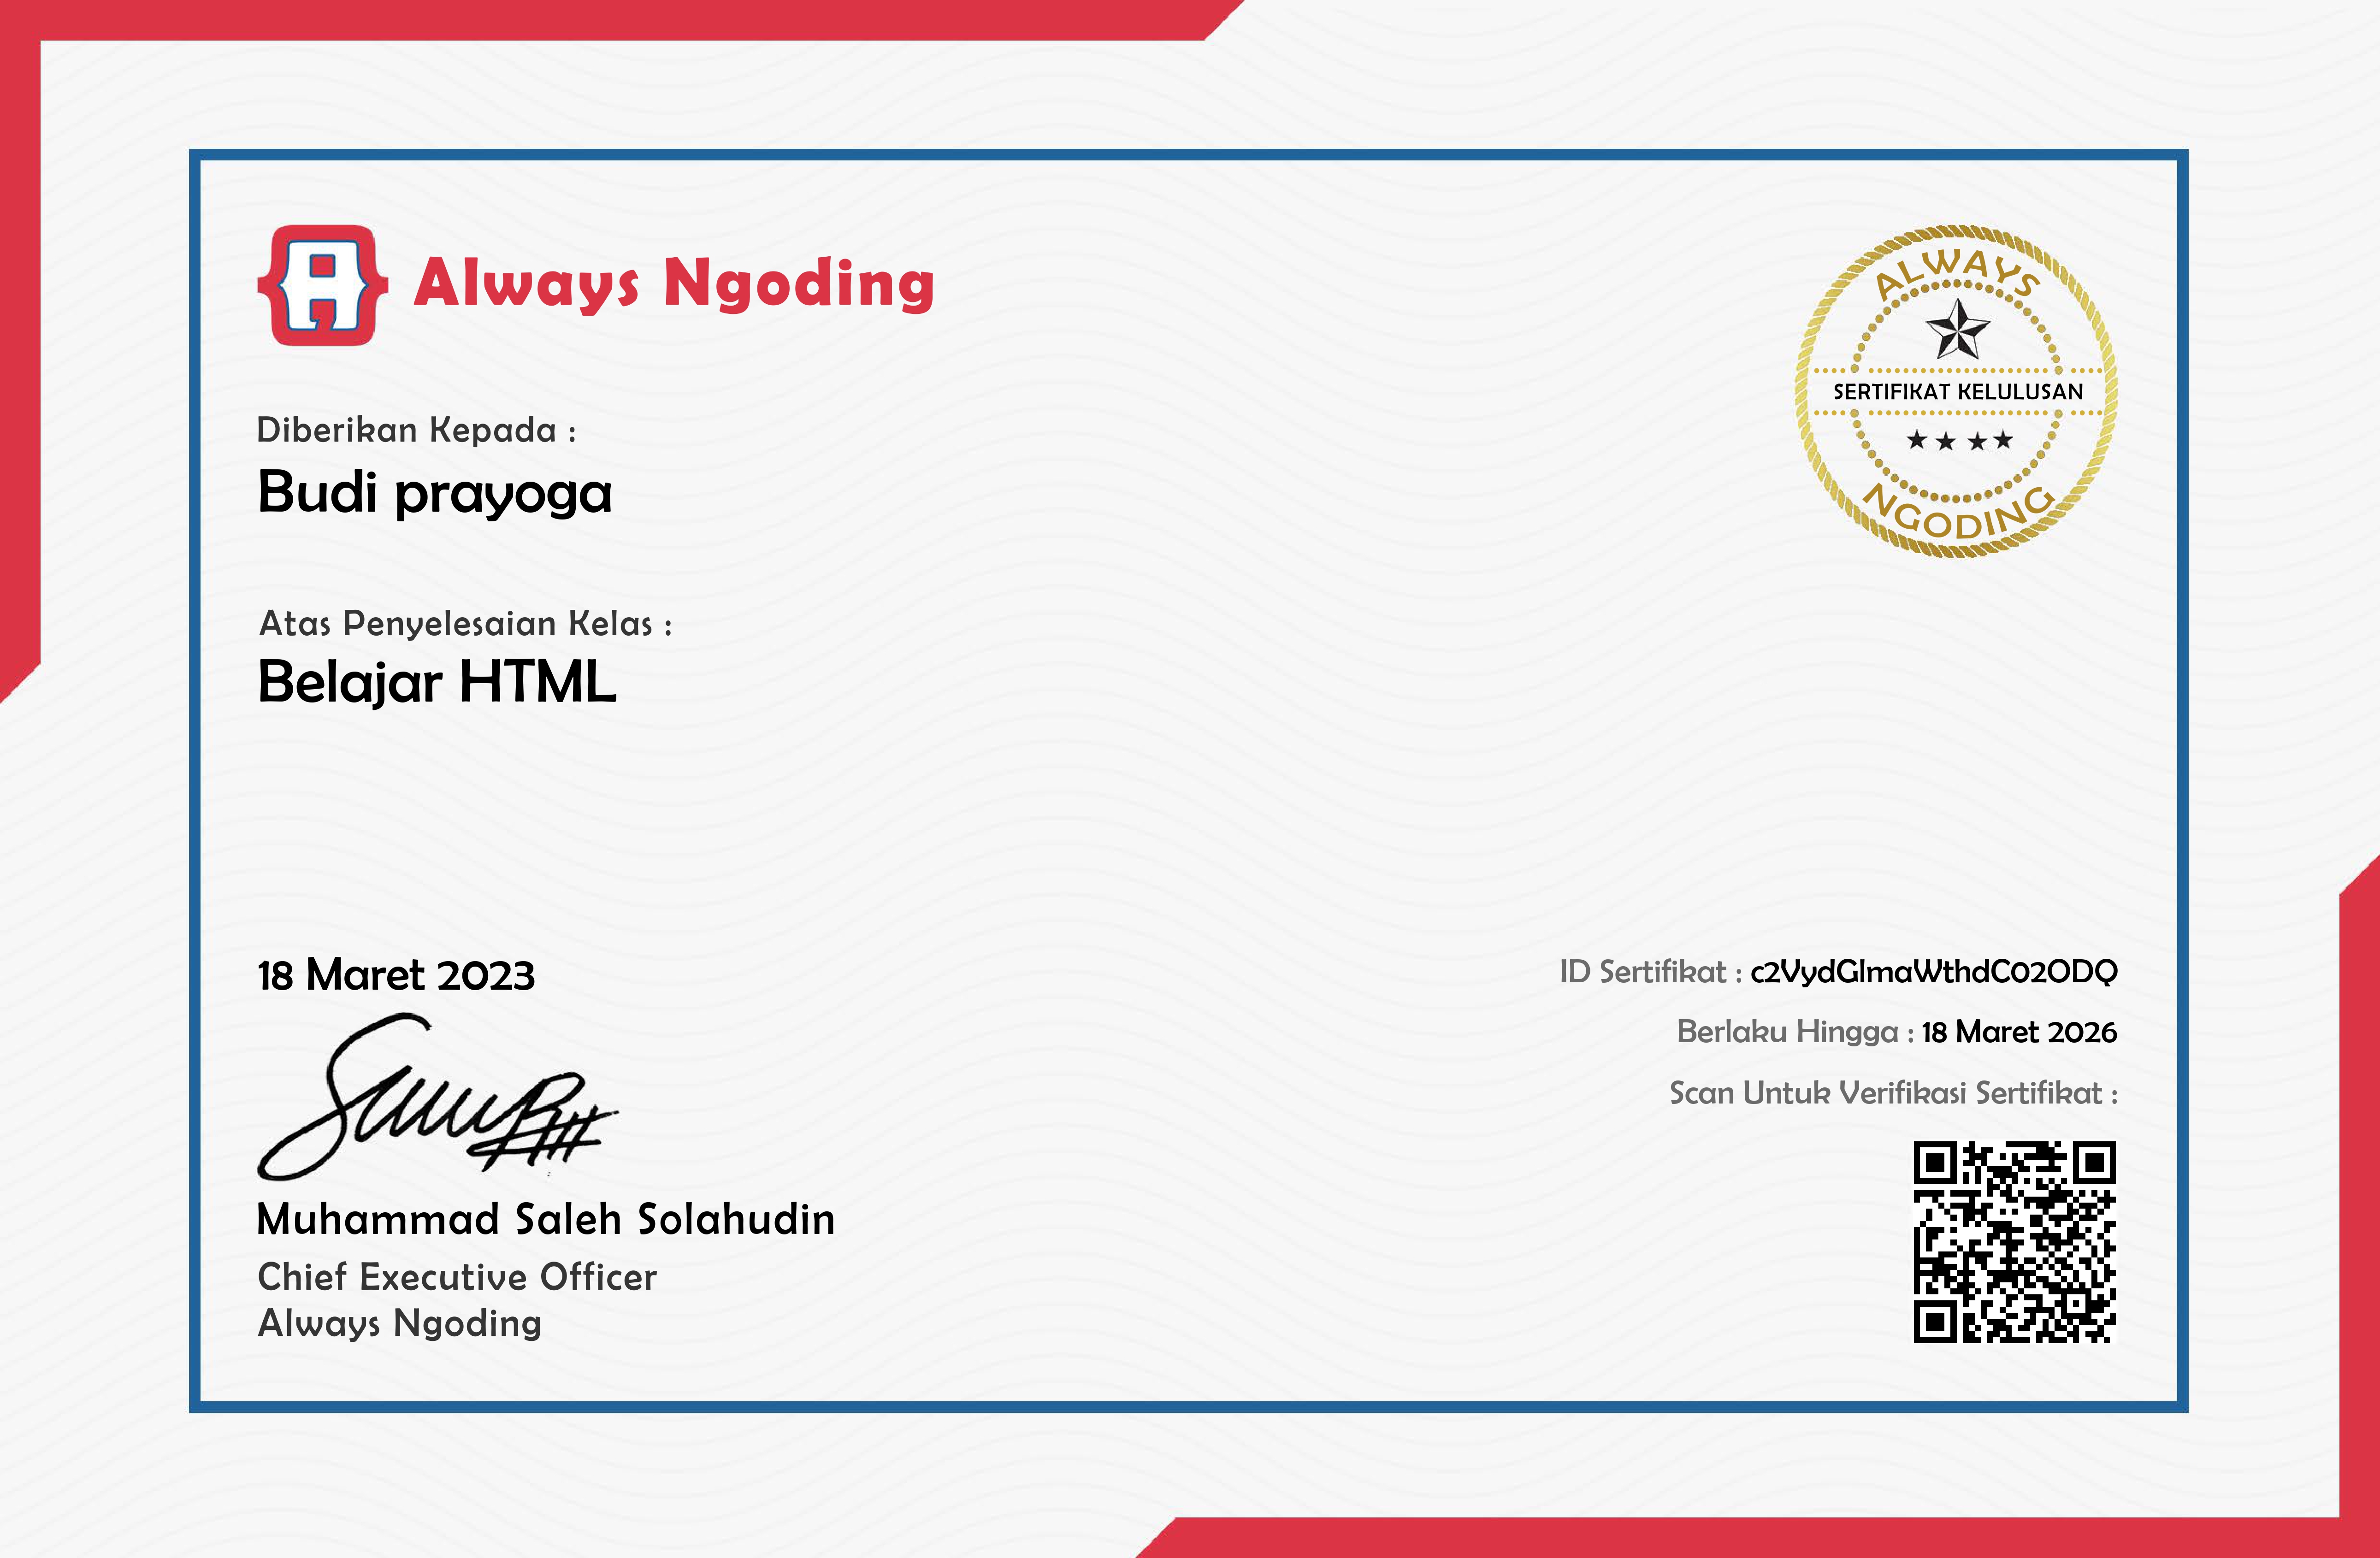 Always Ngoding
ALWAYS
SERTIFIKAT KELULUSAN
NGODING
Diberikan Kepada :
Budi prayoga
Atas Penyelesaian Kelas :
Belajar HTML
18 Maret 2023
Muhammad Saleh Solahudin
Chief Executive Officer
Always Ngoding
ID Sertifikat : c2VydGlmaWthdC02ODQ
Berlaku Hingga : 18 Maret 2026
Scan Untuk Verifikasi Sertifikat :